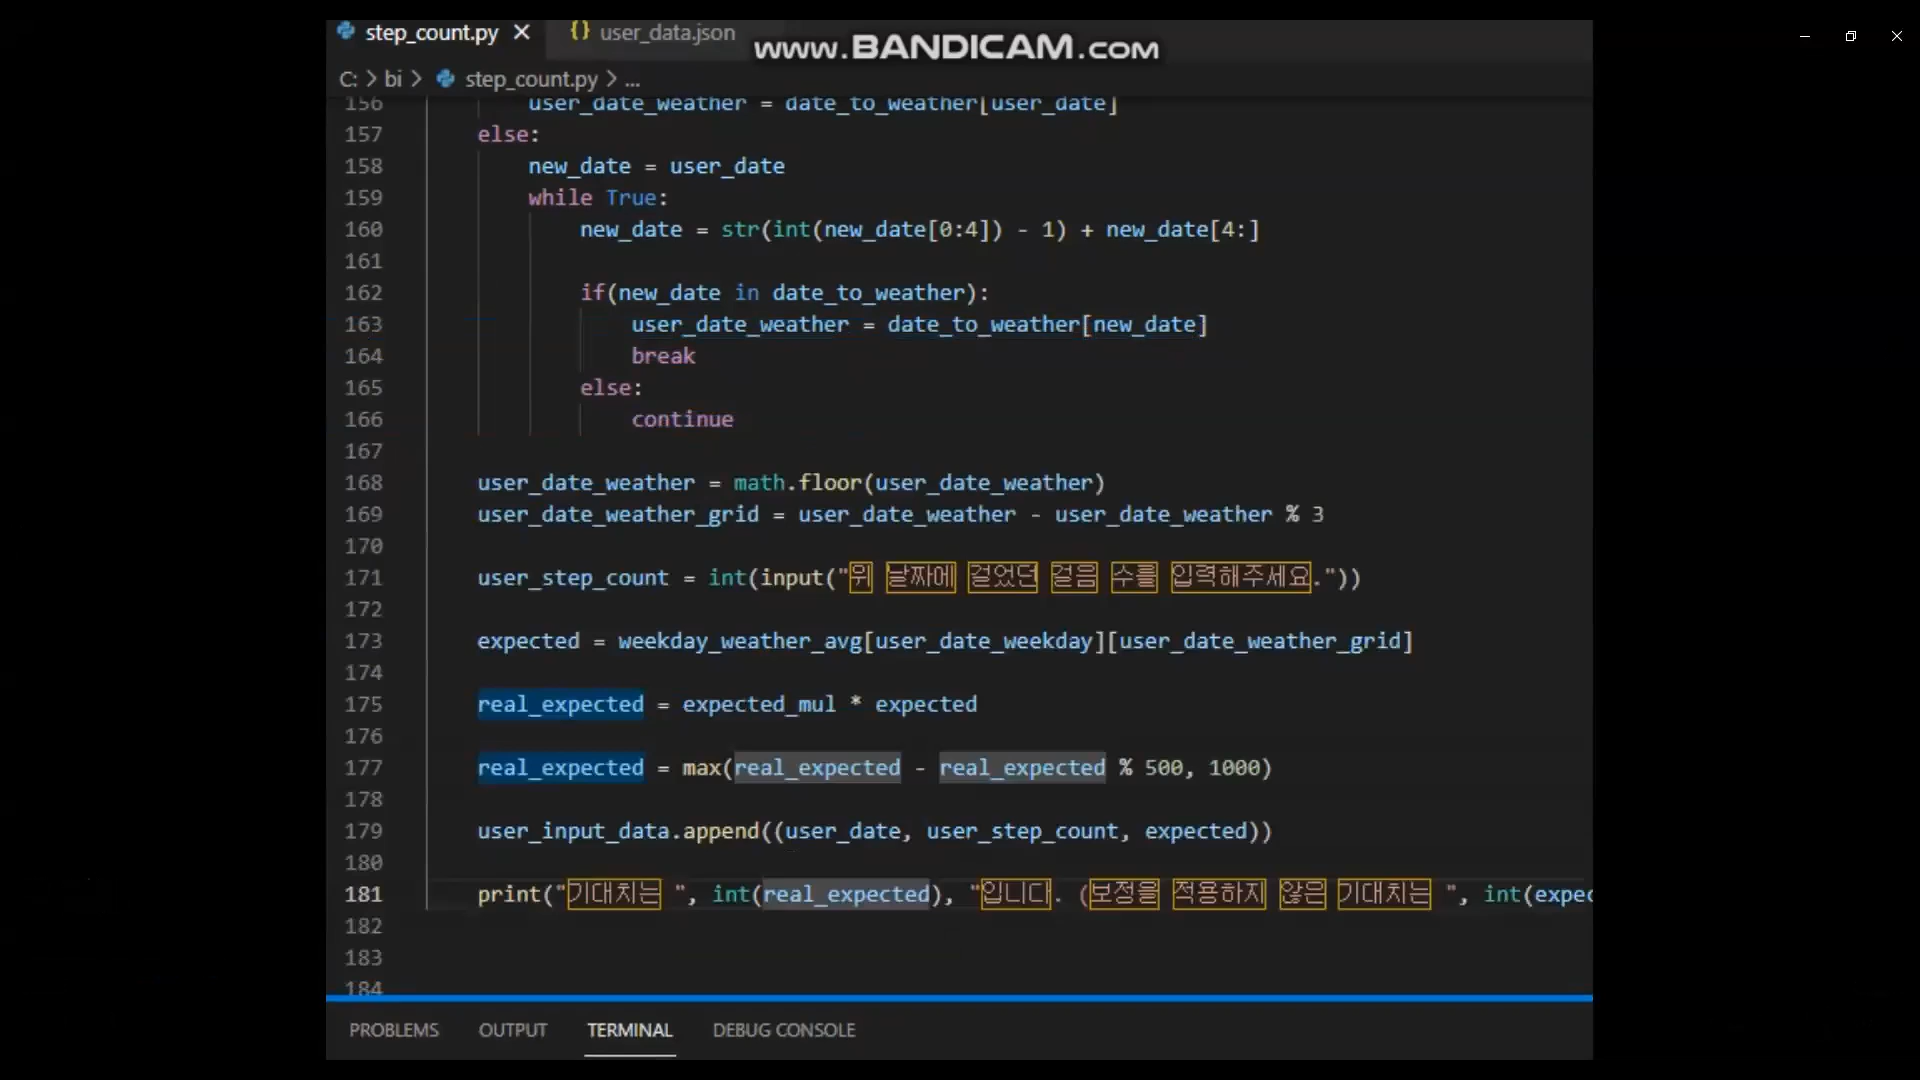 step_count.py
user_data.json
www.BANDICAM.com
C: > bi > step_count.py > ...
156 user_date_weather = date_to_weather[user_date]
157 else:
158 new_date = user_date
159 while True:
160 new_date = str(int(new_date[0:4]) - 1) + new_date[4:]
161
162 if(new_date in date_to_weather):
163 user_date_weather = date_to_weather[new_date]
164 break
165 else:
166 continue
167
168 user_date_weather = math.floor(user_date_weather)
169 user_date_weather_grid = user_date_weather - user_date_weather % 3
170
171 user_step_count = int(input("위 날짜에 걸었던 걸음 수를 입력해주세요."))
172
173 expected = weekday_weather_avg[user_date_weekday][user_date_weather_grid]
174
175 real_expected = expected_mul * expected
176
177 real_expected = max(real_expected - real_expected % 500, 1000)
178
179 user_input_data.append((user_date, user_step_count, expected))
180
181 print("기대치는 ", int(real_expected), "입니다. (보정을 적용하지 않은 기대치는 ", int(expec
182
183
184
PROBLEMS OUTPUT TERMINAL DEBUG CONSOLE